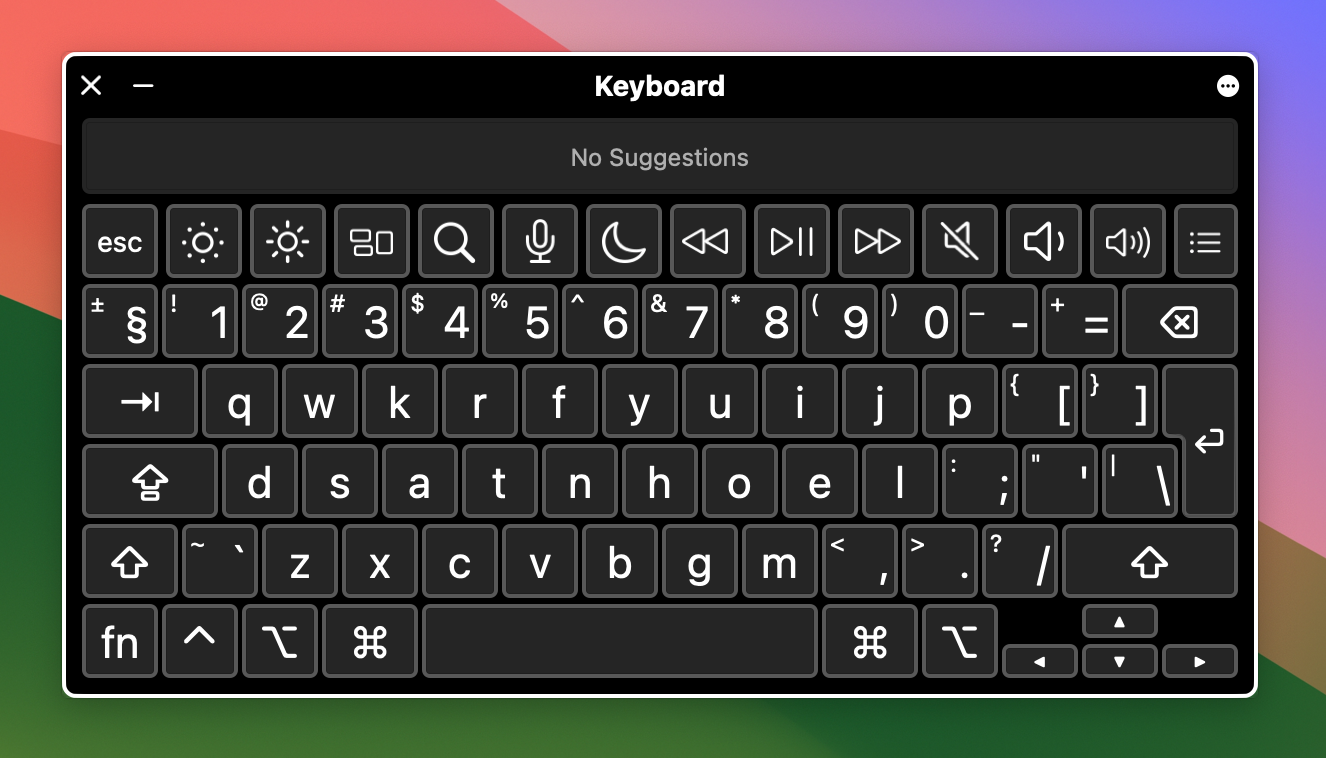 Keyboard
No Suggestions
esc
± § ! 1 @ 2 # 3 $ 4 % 5 ^ 6 & 7 * 8 ( 9 ) 0 _ - + =
q w k r f y u i j p { [ } ]
d s a t n h o e l : ; " ' | \
~ ` z x c v b g m < , > . ? /
fn ^ ⌥ ⌘ ⌘ ⌥